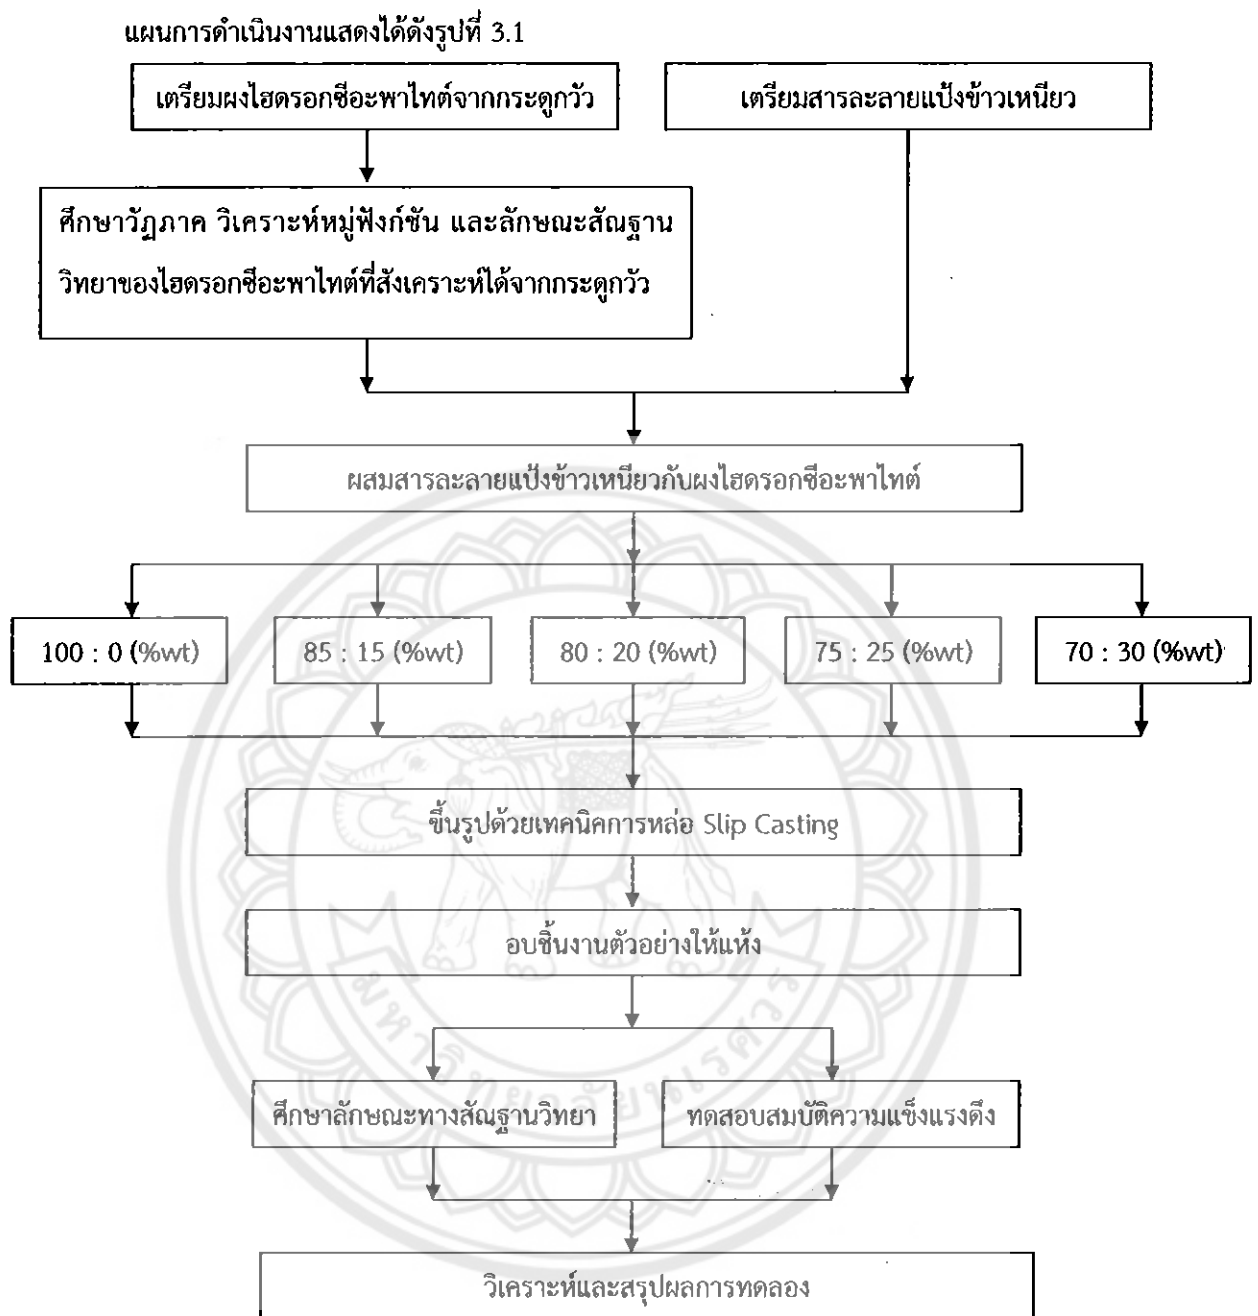 แผนการดำเนินงานแสดงได้ดังรูปที่ 3.1
เตรียมผงไฮดรอกซีอะพาไทต์จากกระดูกวัว
เตรียมสารละลายแป้งข้าวเหนียว
ศึกษาวัฏภาค วิเคราะห์หมู่ฟังก์ชัน และลักษณะสัณฐาน
วิทยาของไฮดรอกซีอะพาไทต์ที่สังเคราะห์ได้จากกระดูกวัว
ผสมสารละลายแป้งข้าวเหนียวกับผงไฮดรอกซีอะพาไทต์
100 : 0 (%wt)
85 : 15 (%wt)
80 : 20 (%wt)
75 : 25 (%wt)
70 : 30 (%wt)
ขึ้นรูปด้วยเทคนิคการหล่อ Slip Casting
อบชิ้นงานตัวอย่างให้แห้ง
ศึกษาลักษณะทางสัณฐานวิทยา
ทดสอบสมบัติความแข็งแรงดึง
มหาวิทยาลัยนเรศวร
วิเคราะห์และสรุปผลการทดลอง